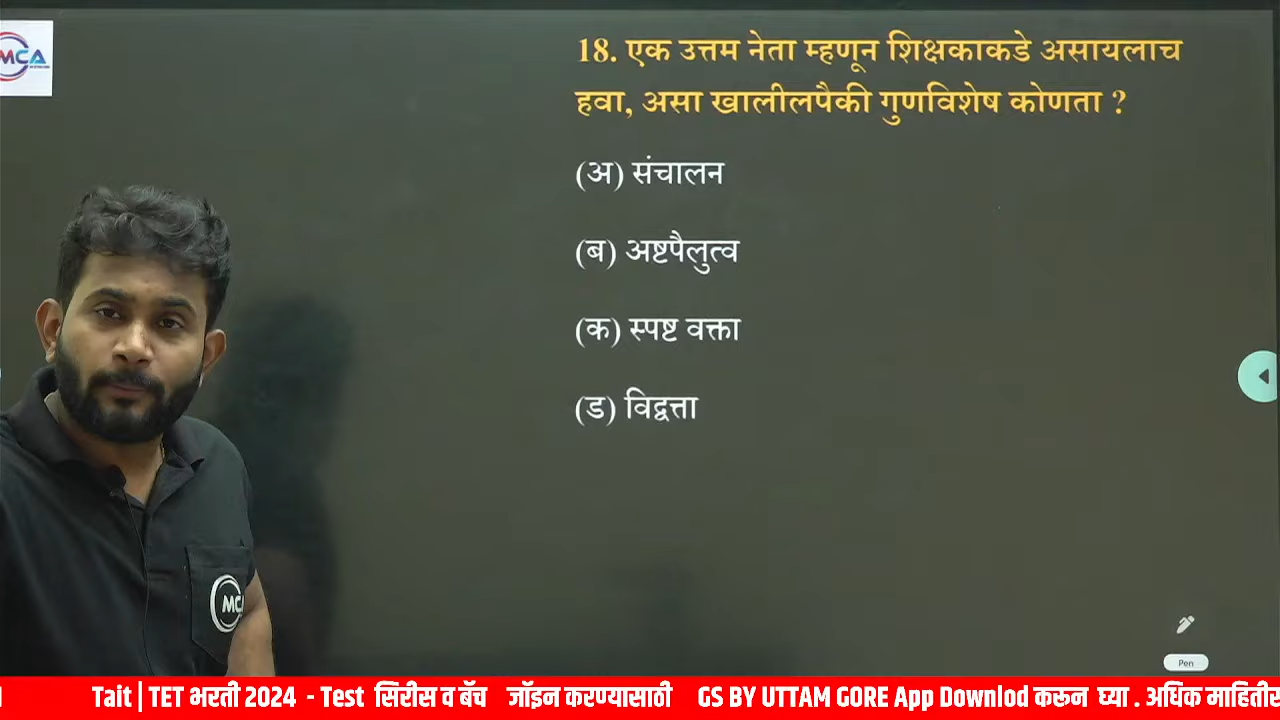 MCA
18. एक उत्तम नेता म्हणून शिक्षकाकडे असायलाच
हवा, असा खालीलपैकी गुणविशेष कोणता ?
(अ) संचालन
(ब) अष्टपैलुत्व
(क) स्पष्ट वक्ता
(ड) विद्वत्ता
MC
Pen
Tait | TET भरती 2024 - Test सिरीस व बॅच जॉइन करण्यासाठी GS BY UTTAM GORE App Downlod करून घ्या . अधिक